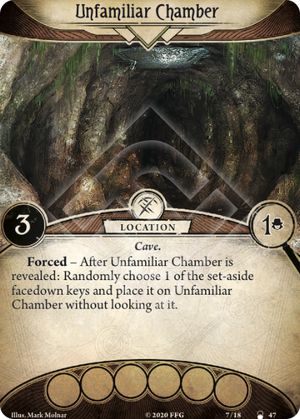 Unfamiliar Chamber
3
LOCATION
1
Cave.
Forced – After Unfamiliar Chamber is
revealed: Randomly choose 1 of the set-aside
facedown keys and place it on Unfamiliar
Chamber without looking at it.
Illus. Mark Molnar © 2020 FFG 7/18 47